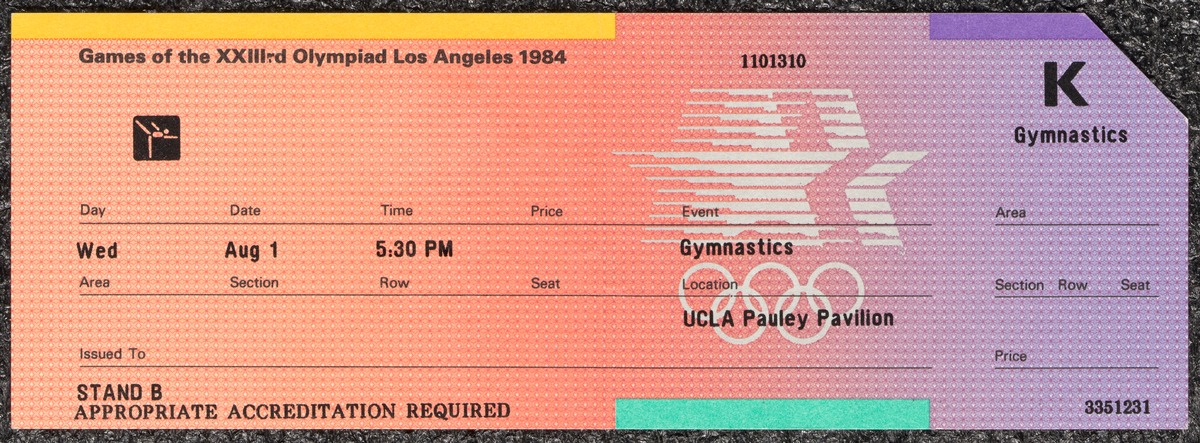 Games of the XXIIIrd Olympiad Los Angeles 1984
1101310
K
Gymnastics
Day Date Time Price Event Area
Wed Aug 1 5:30 PM Gymnastics
Area Section Row Seat Location Section Row Seat
UCLA Pauley Pavilion
Issued To Price
STAND B
APPROPRIATE ACCREDITATION REQUIRED 3351231